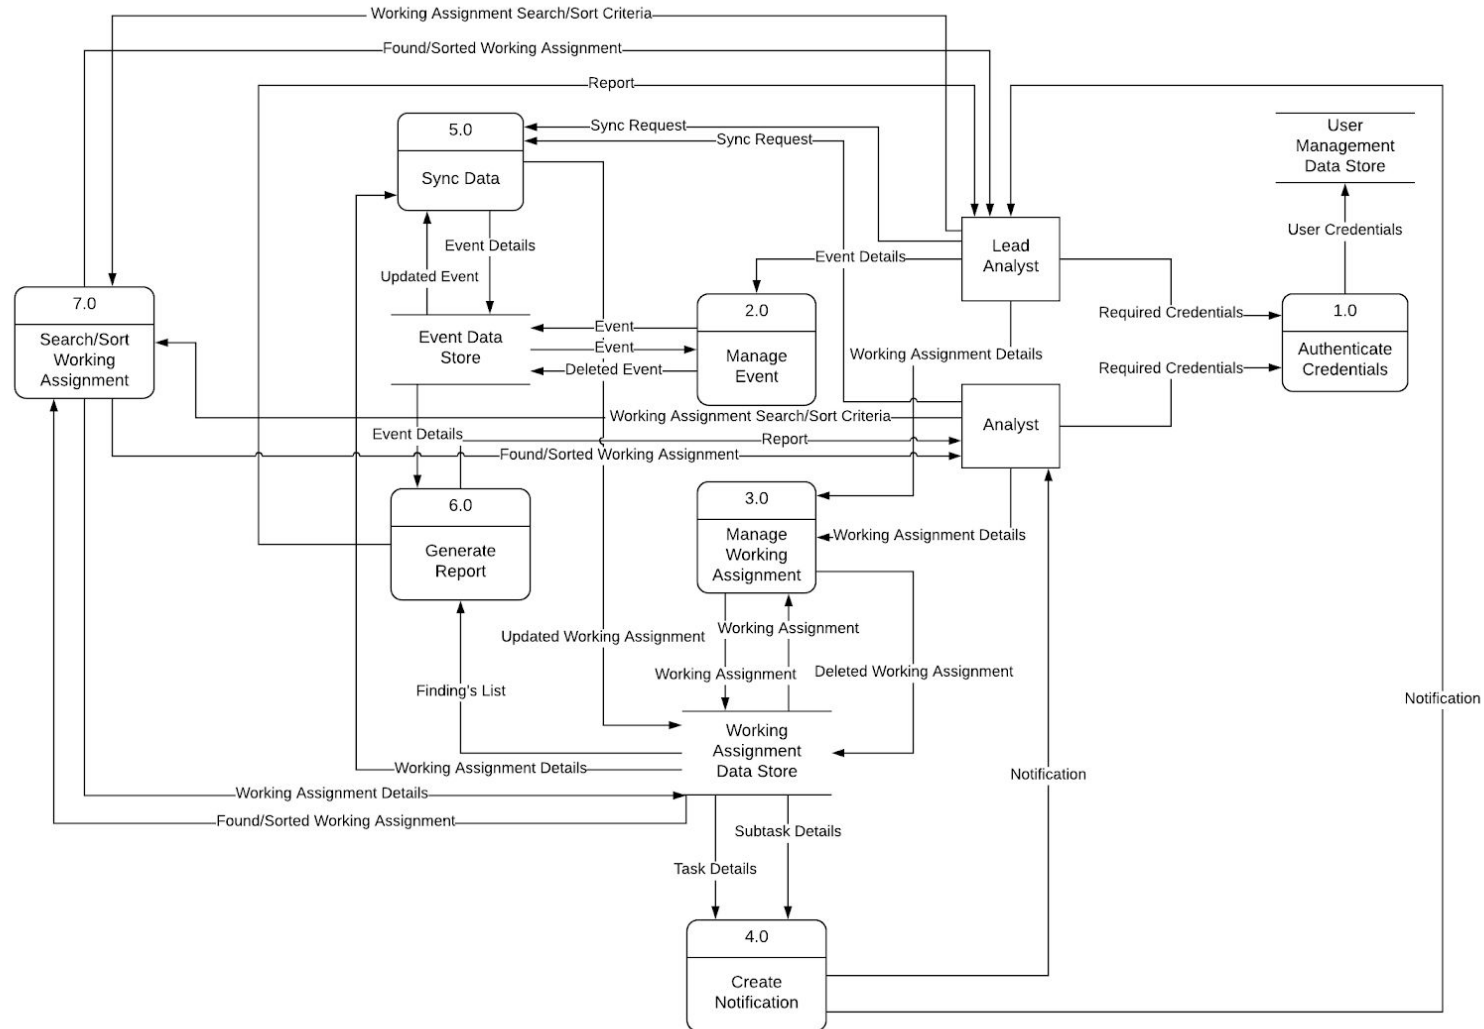 Working Assignment Search/Sort Criteria
Found/Sorted Working Assignment
Report
5.0
Sync Data
Sync Request
Sync Request
User
Management
Data Store
User Credentials
Event Details
Updated Event
Event Details
Lead
Analyst
7.0
Search/Sort
Working
Assignment
Event Data
Store
Event
Event
Deleted Event
2.0
Manage
Event
Working Assignment Details
Required Credentials
Required Credentials
1.0
Authenticate
Credentials
Working Assignment Search/Sort Criteria
Analyst
Event Details
Report
Found/Sorted Working Assignment
6.0
Generate
Report
3.0
Manage
Working
Assignment
Working Assignment Details
Updated Working Assignment
Working Assignment
Working Assignment
Deleted Working Assignment
Finding's List
Notification
Working
Assignment
Data Store
Working Assignment Details
Notification
Working Assignment Details
Found/Sorted Working Assignment
Subtask Details
Task Details
4.0
Create
Notification